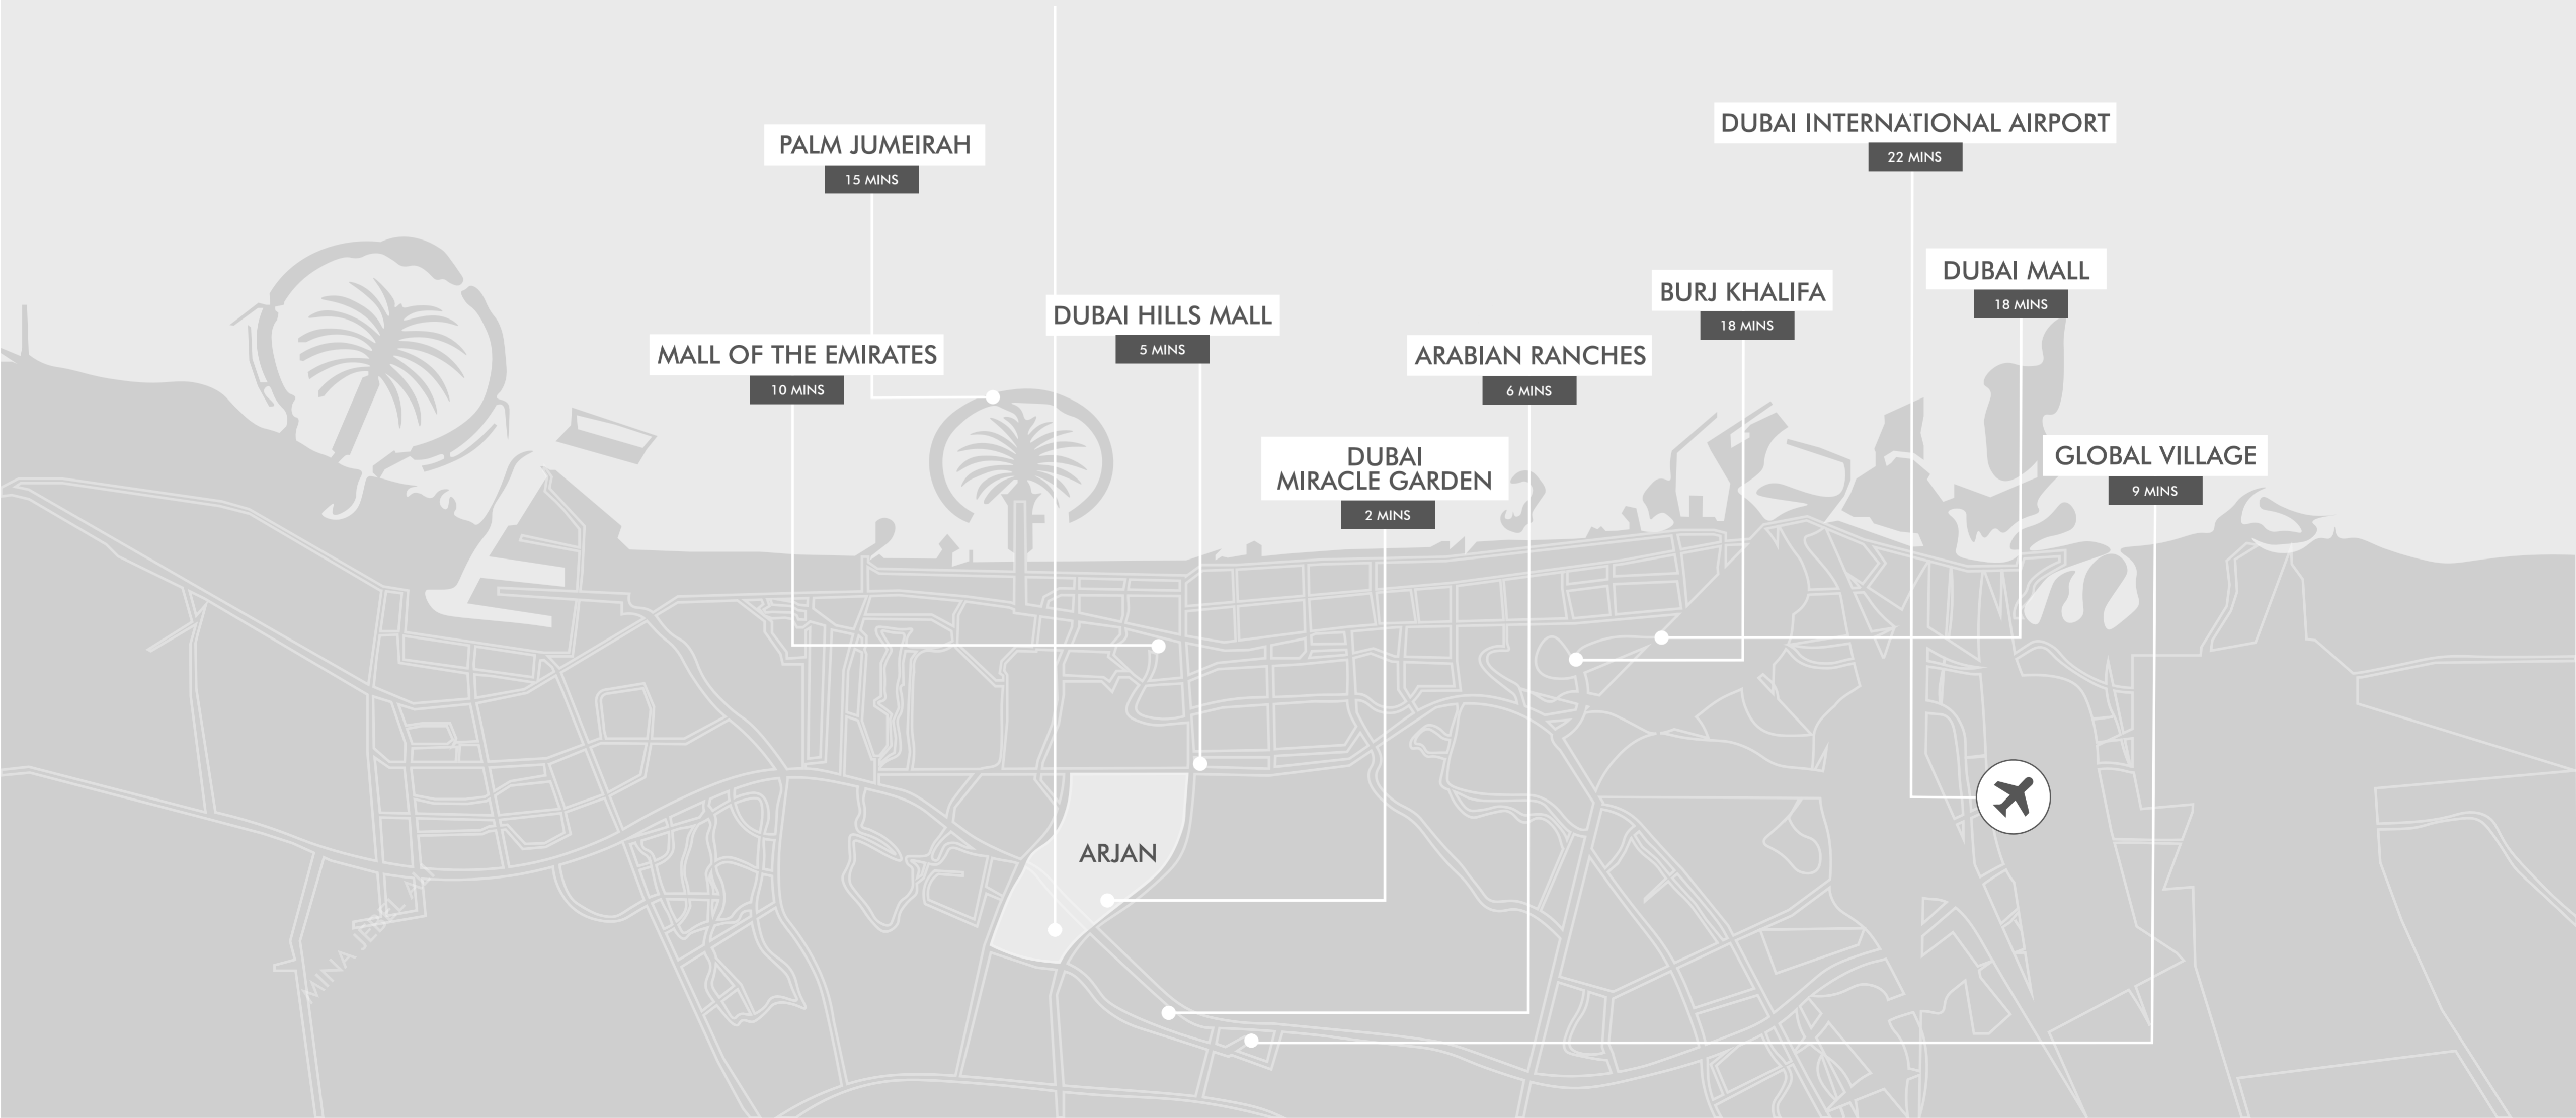 DUBAI INTERNATIONAL AIRPORT
22 MINS
PALM JUMEIRAH
15 MINS
DUBAI MALL
18 MINS
BURJ KHALIFA
18 MINS
DUBAI HILLS MALL
5 MINS
MALL OF THE EMIRATES
10 MINS
ARABIAN RANCHES
6 MINS
DUBAI
MIRACLE GARDEN
2 MINS
GLOBAL VILLAGE
9 MINS
ARJAN
MINA JEBEL ALI